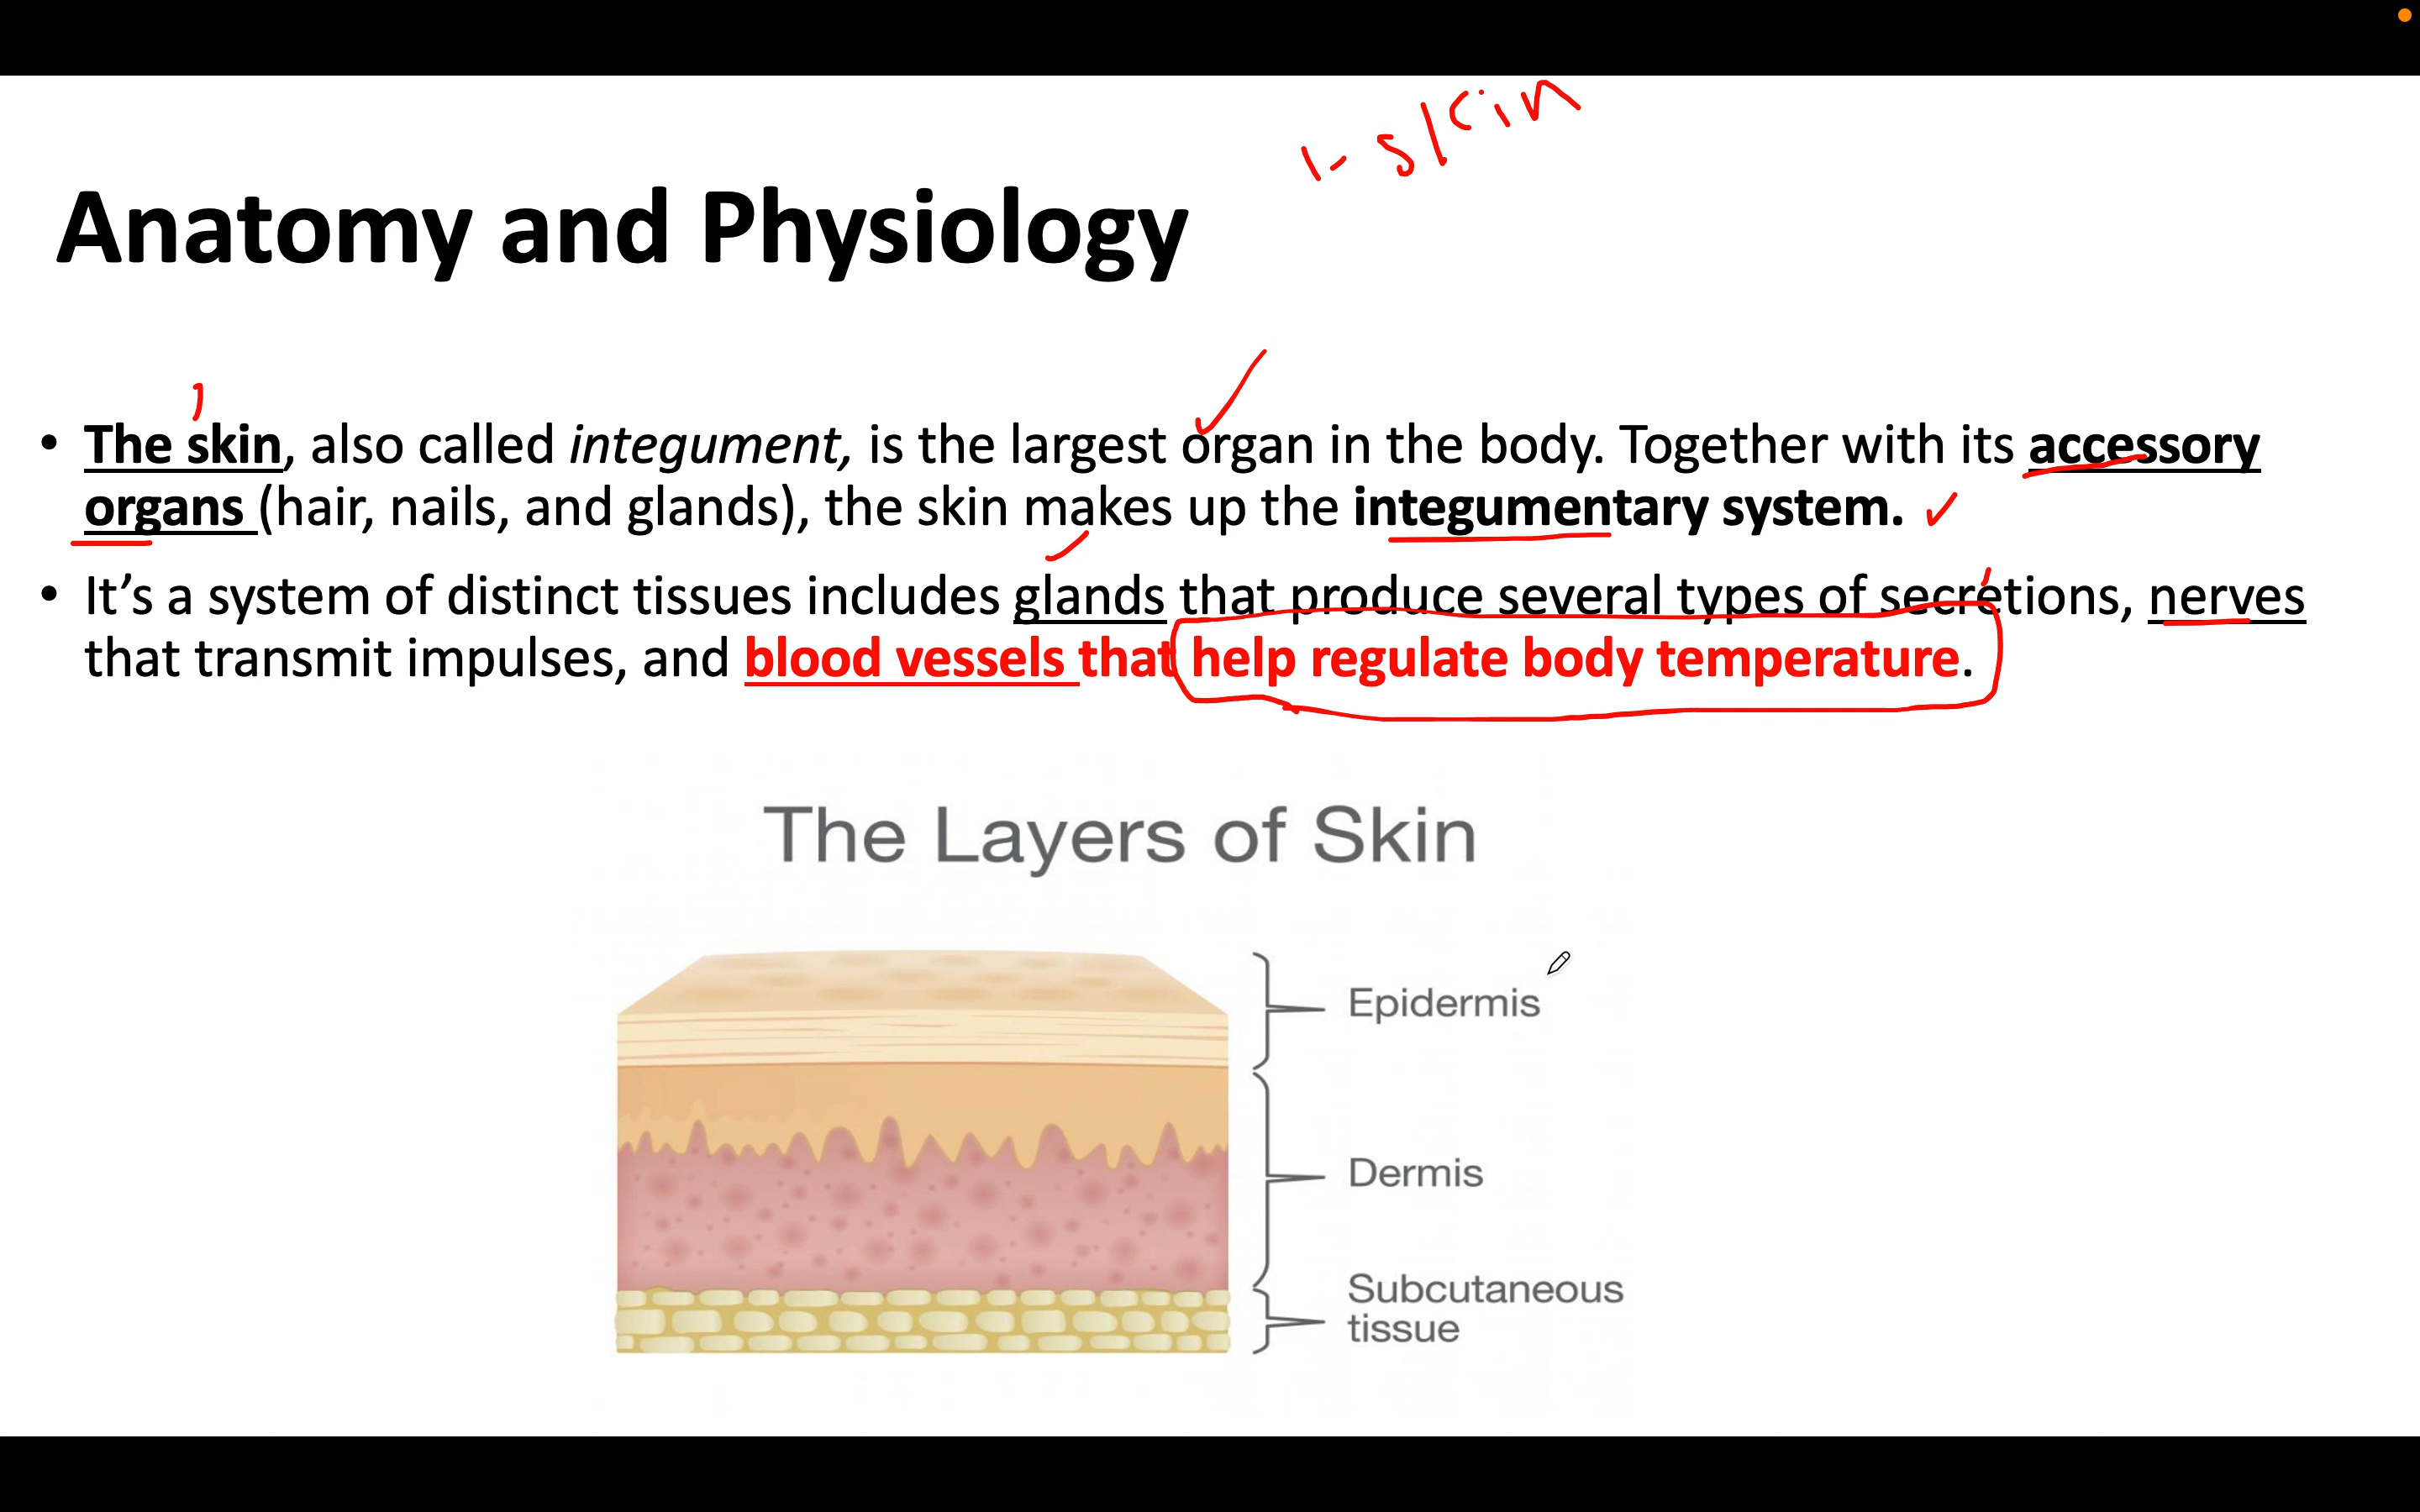 1- skin
Anatomy and Physiology
• The skin, also called integument, is the largest organ in the body. Together with its accessory
organs (hair, nails, and glands), the skin makes up the integumentary system.
• It’s a system of distinct tissues includes glands that produce several types of secretions, nerves
that transmit impulses, and blood vessels that help regulate body temperature.
The Layers of Skin
Epidermis
Dermis
Subcutaneous
tissue